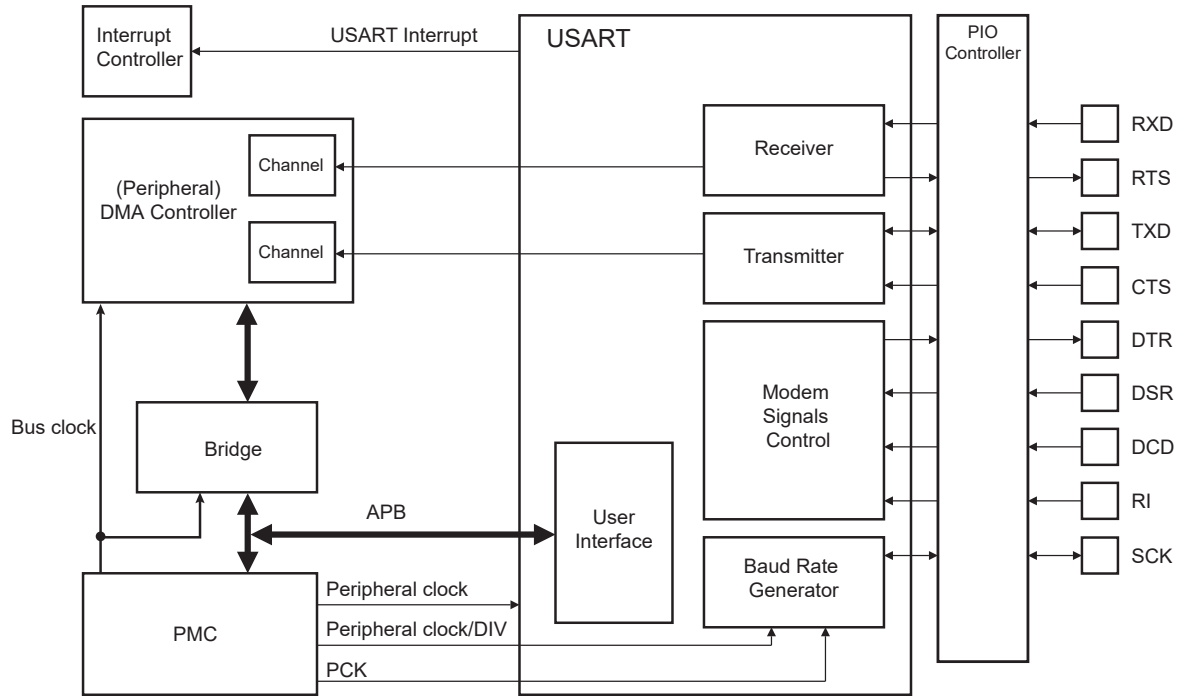 Interrupt
Controller
USART Interrupt
USART
PIO
Controller
(Peripheral)
DMA Controller
Channel
Channel
Receiver
Transmitter
Modem
Signals
Control
RXD
RTS
TXD
CTS
DTR
DSR
DCD
RI
SCK
Bus clock
Bridge
APB
User
Interface
Baud Rate
Generator
PMC
Peripheral clock
Peripheral clock/DIV
PCK